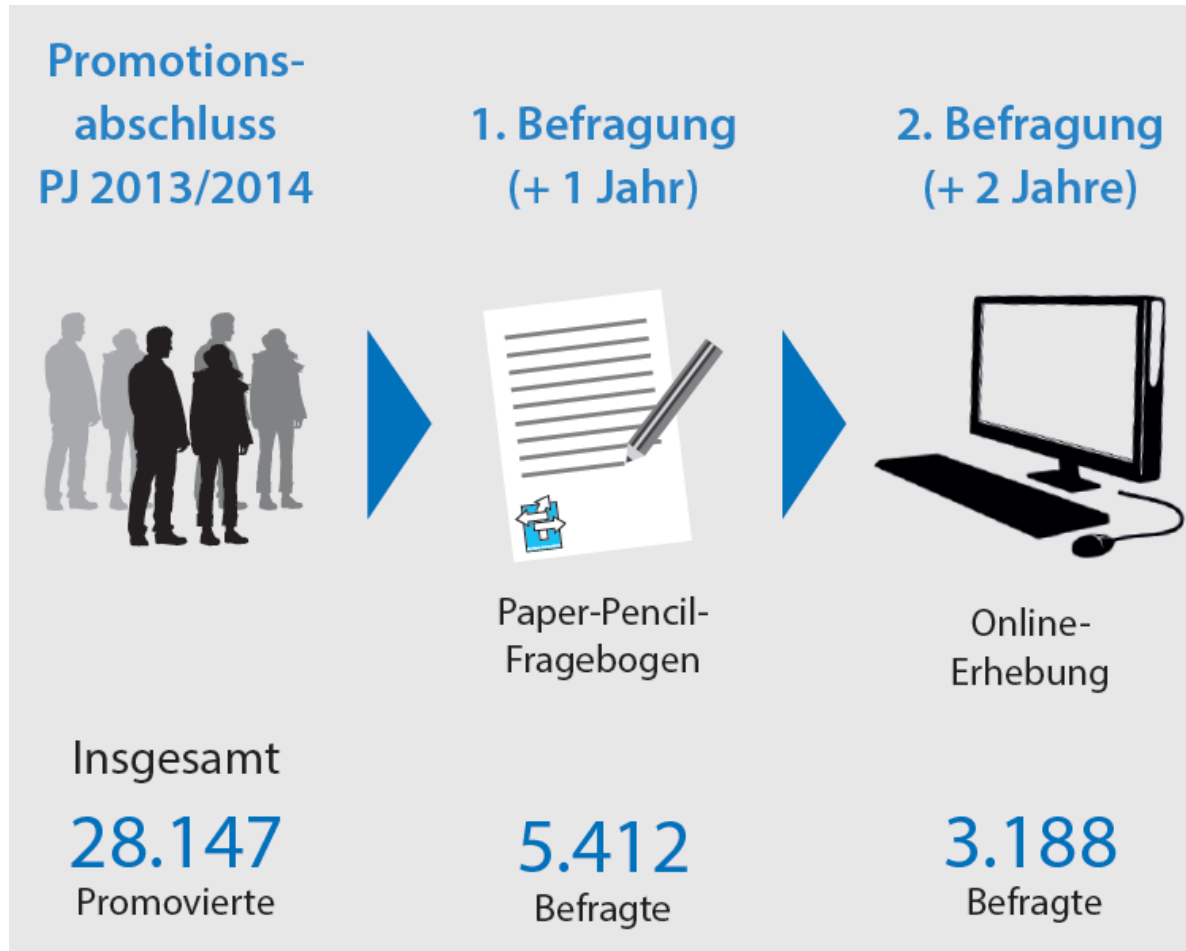 Promotions-
abschluss
PJ 2013/2014
1. Befragung
(+ 1 Jahr)
2. Befragung
(+ 2 Jahre)
Paper-Pencil-
Fragebogen
Online-
Erhebung
Insgesamt
28.147
Promovierte
5.412
Befragte
3.188
Befragte